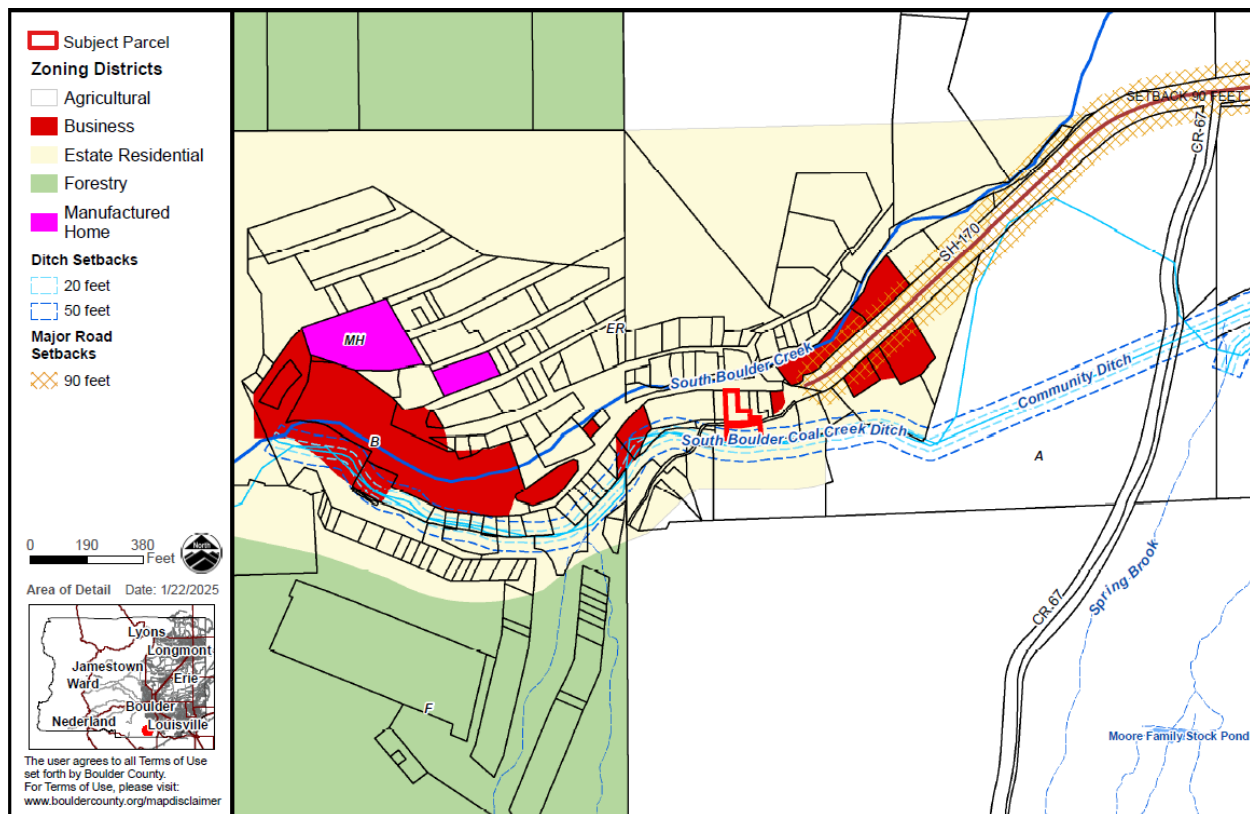 Subject Parcel
Zoning Districts
Agricultural
Business
Estate Residential
Forestry
Manufactured
Home
Ditch Setbacks
20 feet
50 feet
Major Road
Setbacks
90 feet
0 190 380
Feet
North
Area of Detail Date: 1/22/2025
Lyons
Longmont
Jamestown
Ward
Erie
Boulder
Nederland
Louisville
The user agrees to all Terms of Use
set forth by Boulder County.
For Terms of Use, please visit:
www.bouldercounty.org/mapdisclaimer
SETBACK 90 FEET
CR-67
SH-170
MH
ER
South Boulder Creek
Community Ditch
South Boulder Coal Creek Ditch
B
A
Spring Brook
CR-67
F
Moore Family Stock Pond